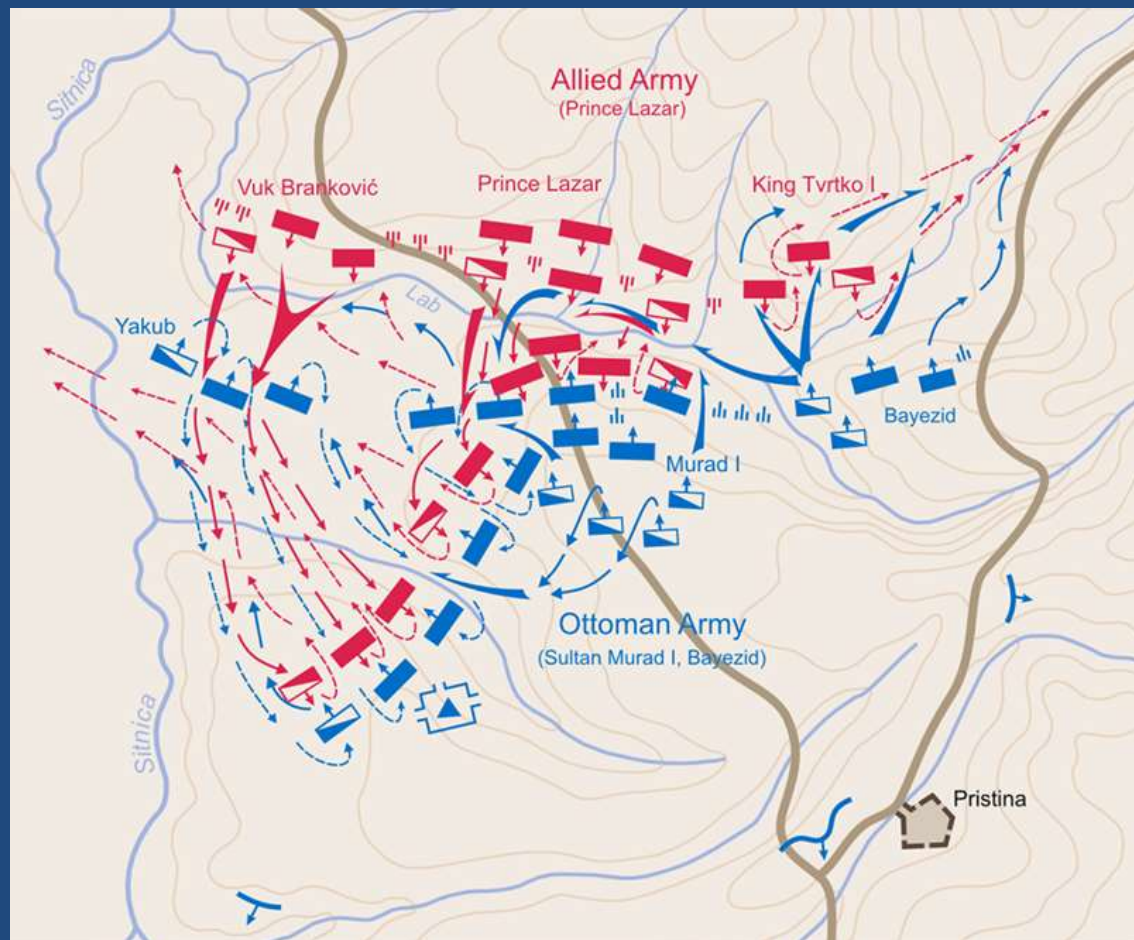 Sitnica
Allied Army
(Prince Lazar)
Vuk Branković
Prince Lazar
King Tvrtko I
Lab
Yakub
Bayezid
Murad I
Ottoman Army
(Sultan Murad I, Bayezid)
Sitnica
Pristina